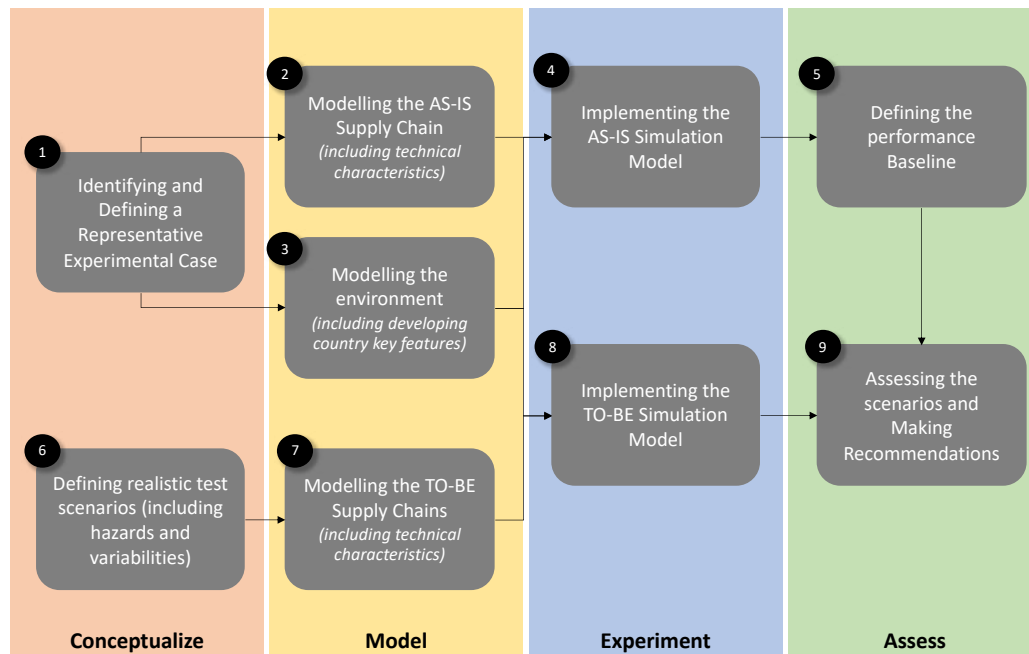 1
Identifying and
Defining a
Representative
Experimental Case
2
Modelling the AS-IS
Supply Chain
(including technical
characteristics)
3
Modelling the
environment
(including developing
country key features)
4
Implementing the
AS-IS Simulation
Model
5
Defining the
performance
Baseline
6
Defining realistic test
scenarios (including
hazards and
variabilities)
7
Modelling the TO-BE
Supply Chains
(including technical
characteristics)
8
Implementing the
TO-BE Simulation
Model
9
Assessing the
scenarios and
Making
Recommendations
Conceptualize
Model
Experiment
Assess